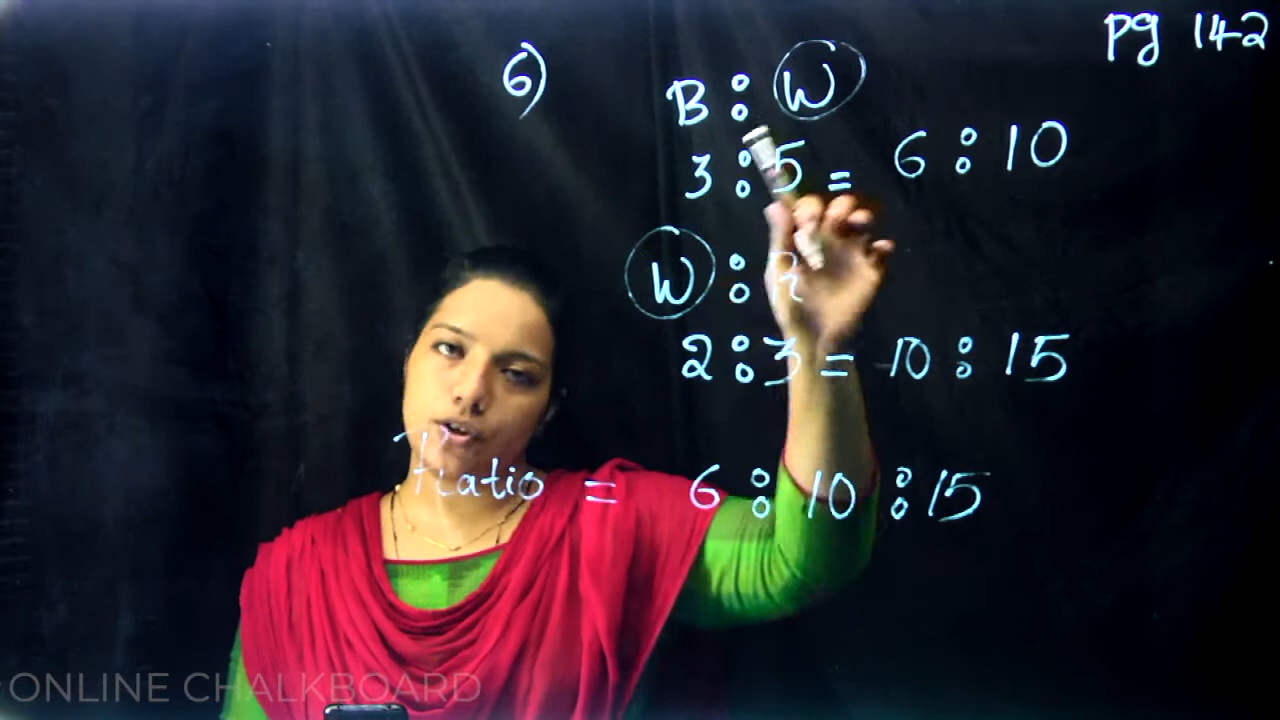 pg 142
6) B : W
3 : 5 = 6 : 10
W : R
2 : 3 = 10 : 15
Ratio = 6 : 10 : 15
ONLINE CHALKBOARD